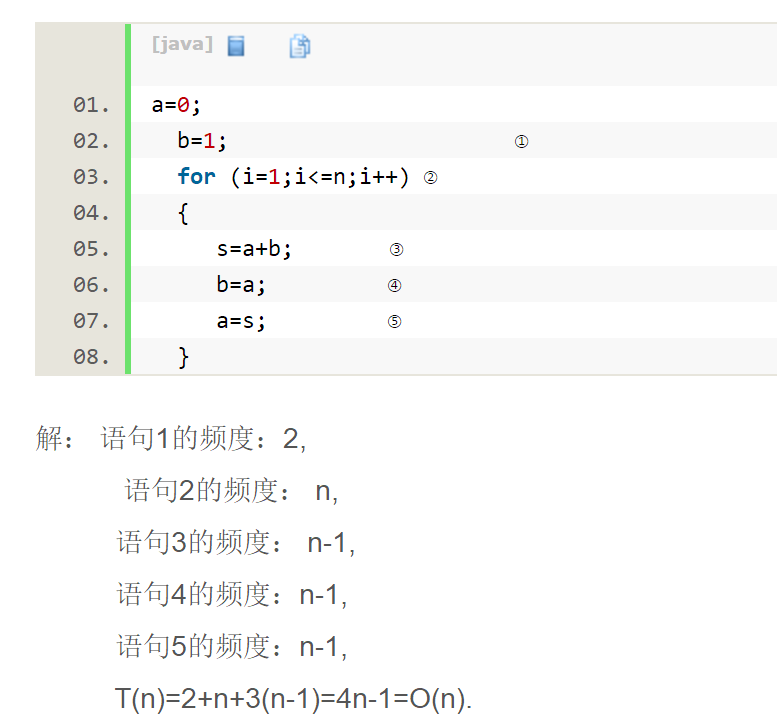 [java]
01. a=0;
02. b=1; ①
03. for (i=1;i<=n;i++) ②
04. {
05. s=a+b; ③
06. b=a; ④
07. a=s; ⑤
08. }
解： 语句1的频度：2,
语句2的频度： n,
语句3的频度： n-1,
语句4的频度：n-1,
语句5的频度：n-1,
T(n)=2+n+3(n-1)=4n-1=O(n).